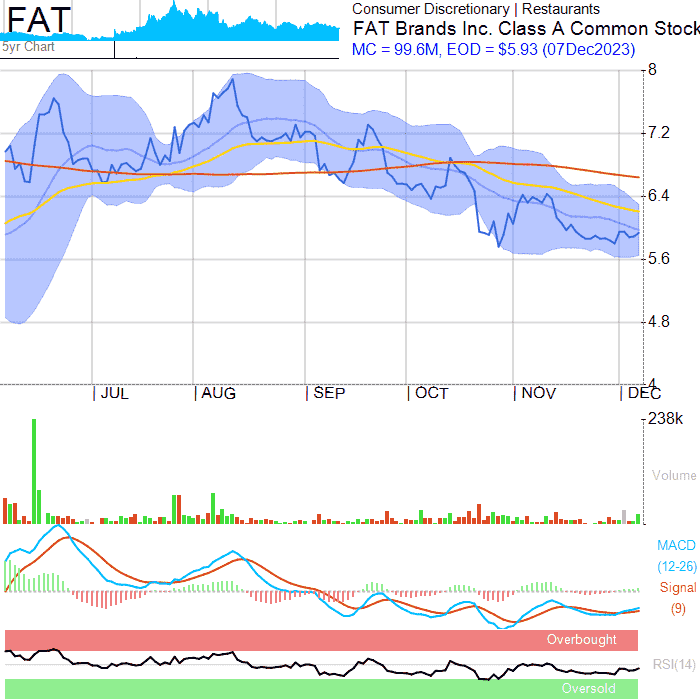 FAT
5yr Chart
Consumer Discretionary | Restaurants
FAT Brands Inc. Class A Common Stock
MC = 99.6M, EOD = $5.93 (07Dec2023)
8
7.2
6.4
5.6
4.8
4
JUL AUG SEP OCT NOV DEC
238k
Volume
MACD
(12-26)
Signal
(9)
Overbought
RSI(14)
Oversold